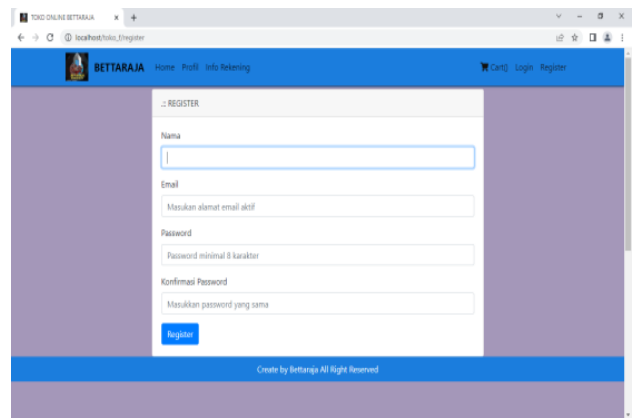 TOKO ONLINE BETTARAJA
localhost/toko_f/register
BETTARAJA Home Profil Info Rekening Cart() Login Register
.: REGISTER
Nama
Email
Masukan alamat email aktif
Password
Password minimal 8 karakter
Konfirmasi Password
Masukkan password yang sama
Register
Create by Bettaraja All Right Reserved